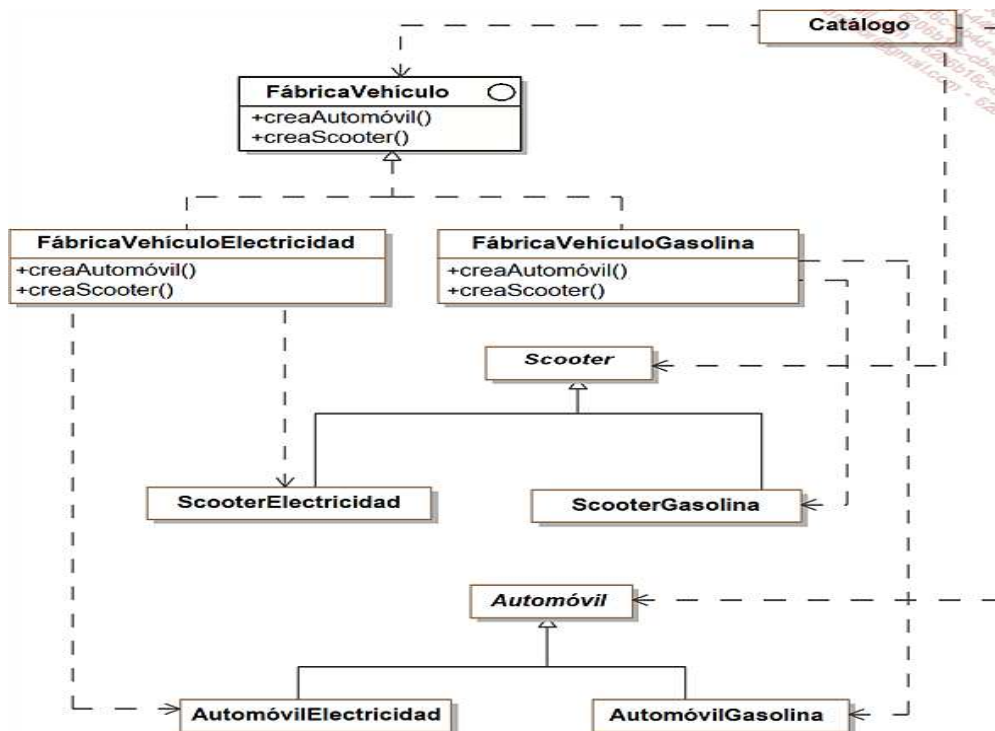 Catálogo
FábricaVehículo
+creaAutomóvil()
+creaScooter()
FábricaVehículoElectricidad
+creaAutomóvil()
+creaScooter()
FábricaVehículoGasolina
+creaAutomóvil()
+creaScooter()
Scooter
ScooterElectricidad
ScooterGasolina
Automóvil
AutomóvilElectricidad
AutomóvilGasolina